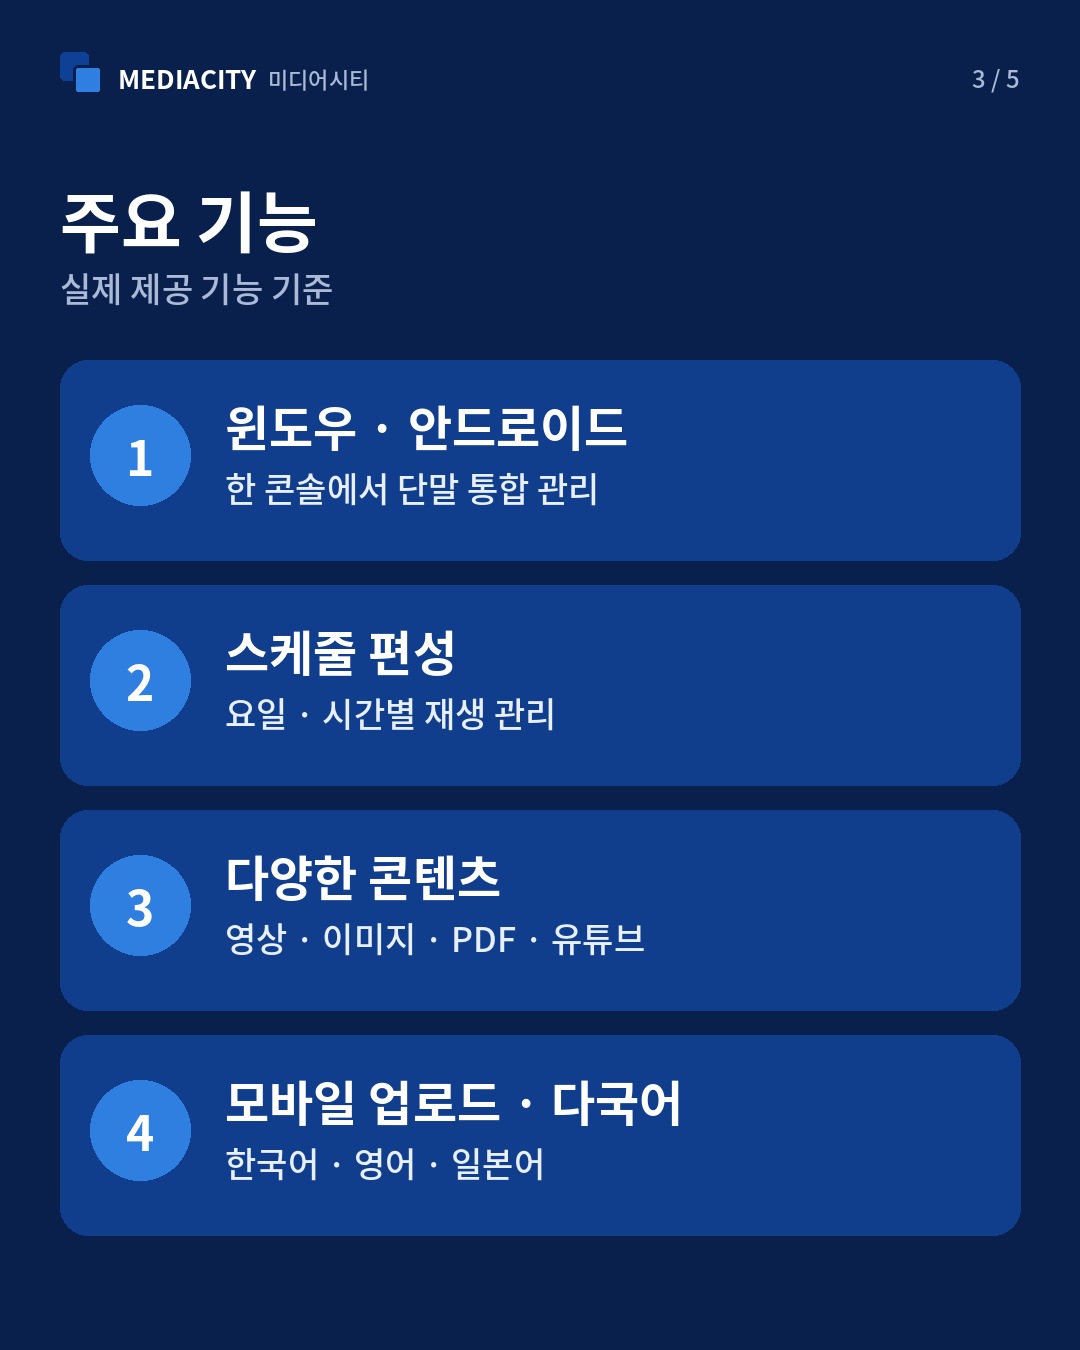 MEDIACITY 미디어시티
3 / 5
주요 기능
실제 제공 기능 기준
1
윈도우 · 안드로이드
한 콘솔에서 단말 통합 관리
2
스케줄 편성
요일 · 시간별 재생 관리
3
다양한 콘텐츠
영상 · 이미지 · PDF · 유튜브
4
모바일 업로드 · 다국어
한국어 · 영어 · 일본어